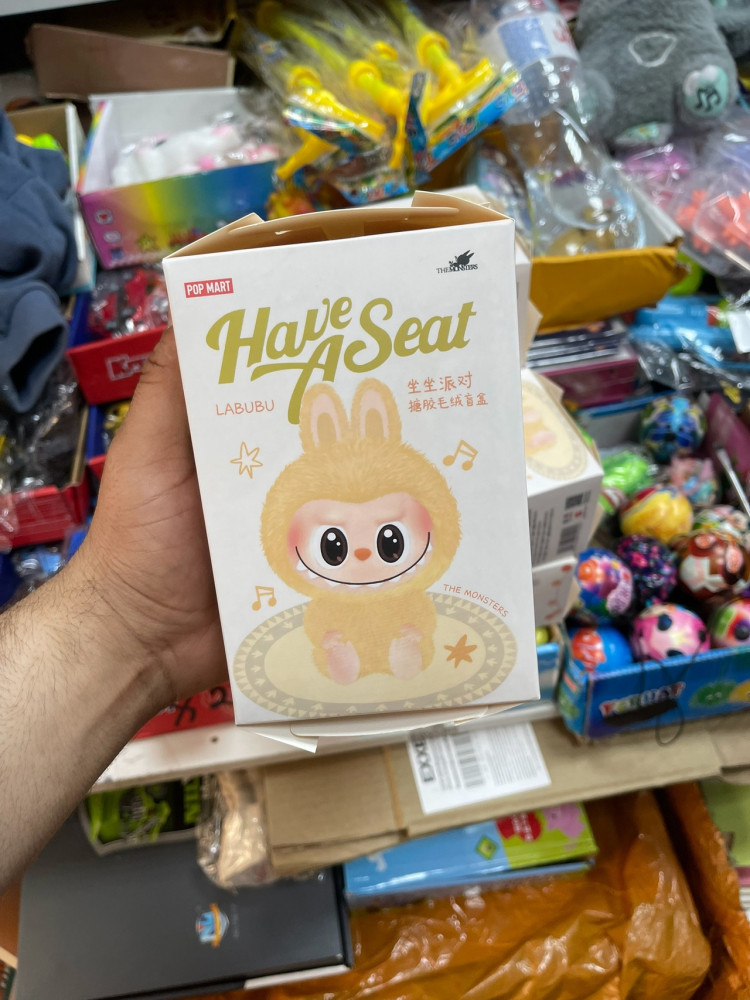 POP MART
THE MONSTERS
Have
A Seat
LABUBU
坐坐派对
搪胶毛绒盲盒
THE MONSTERS